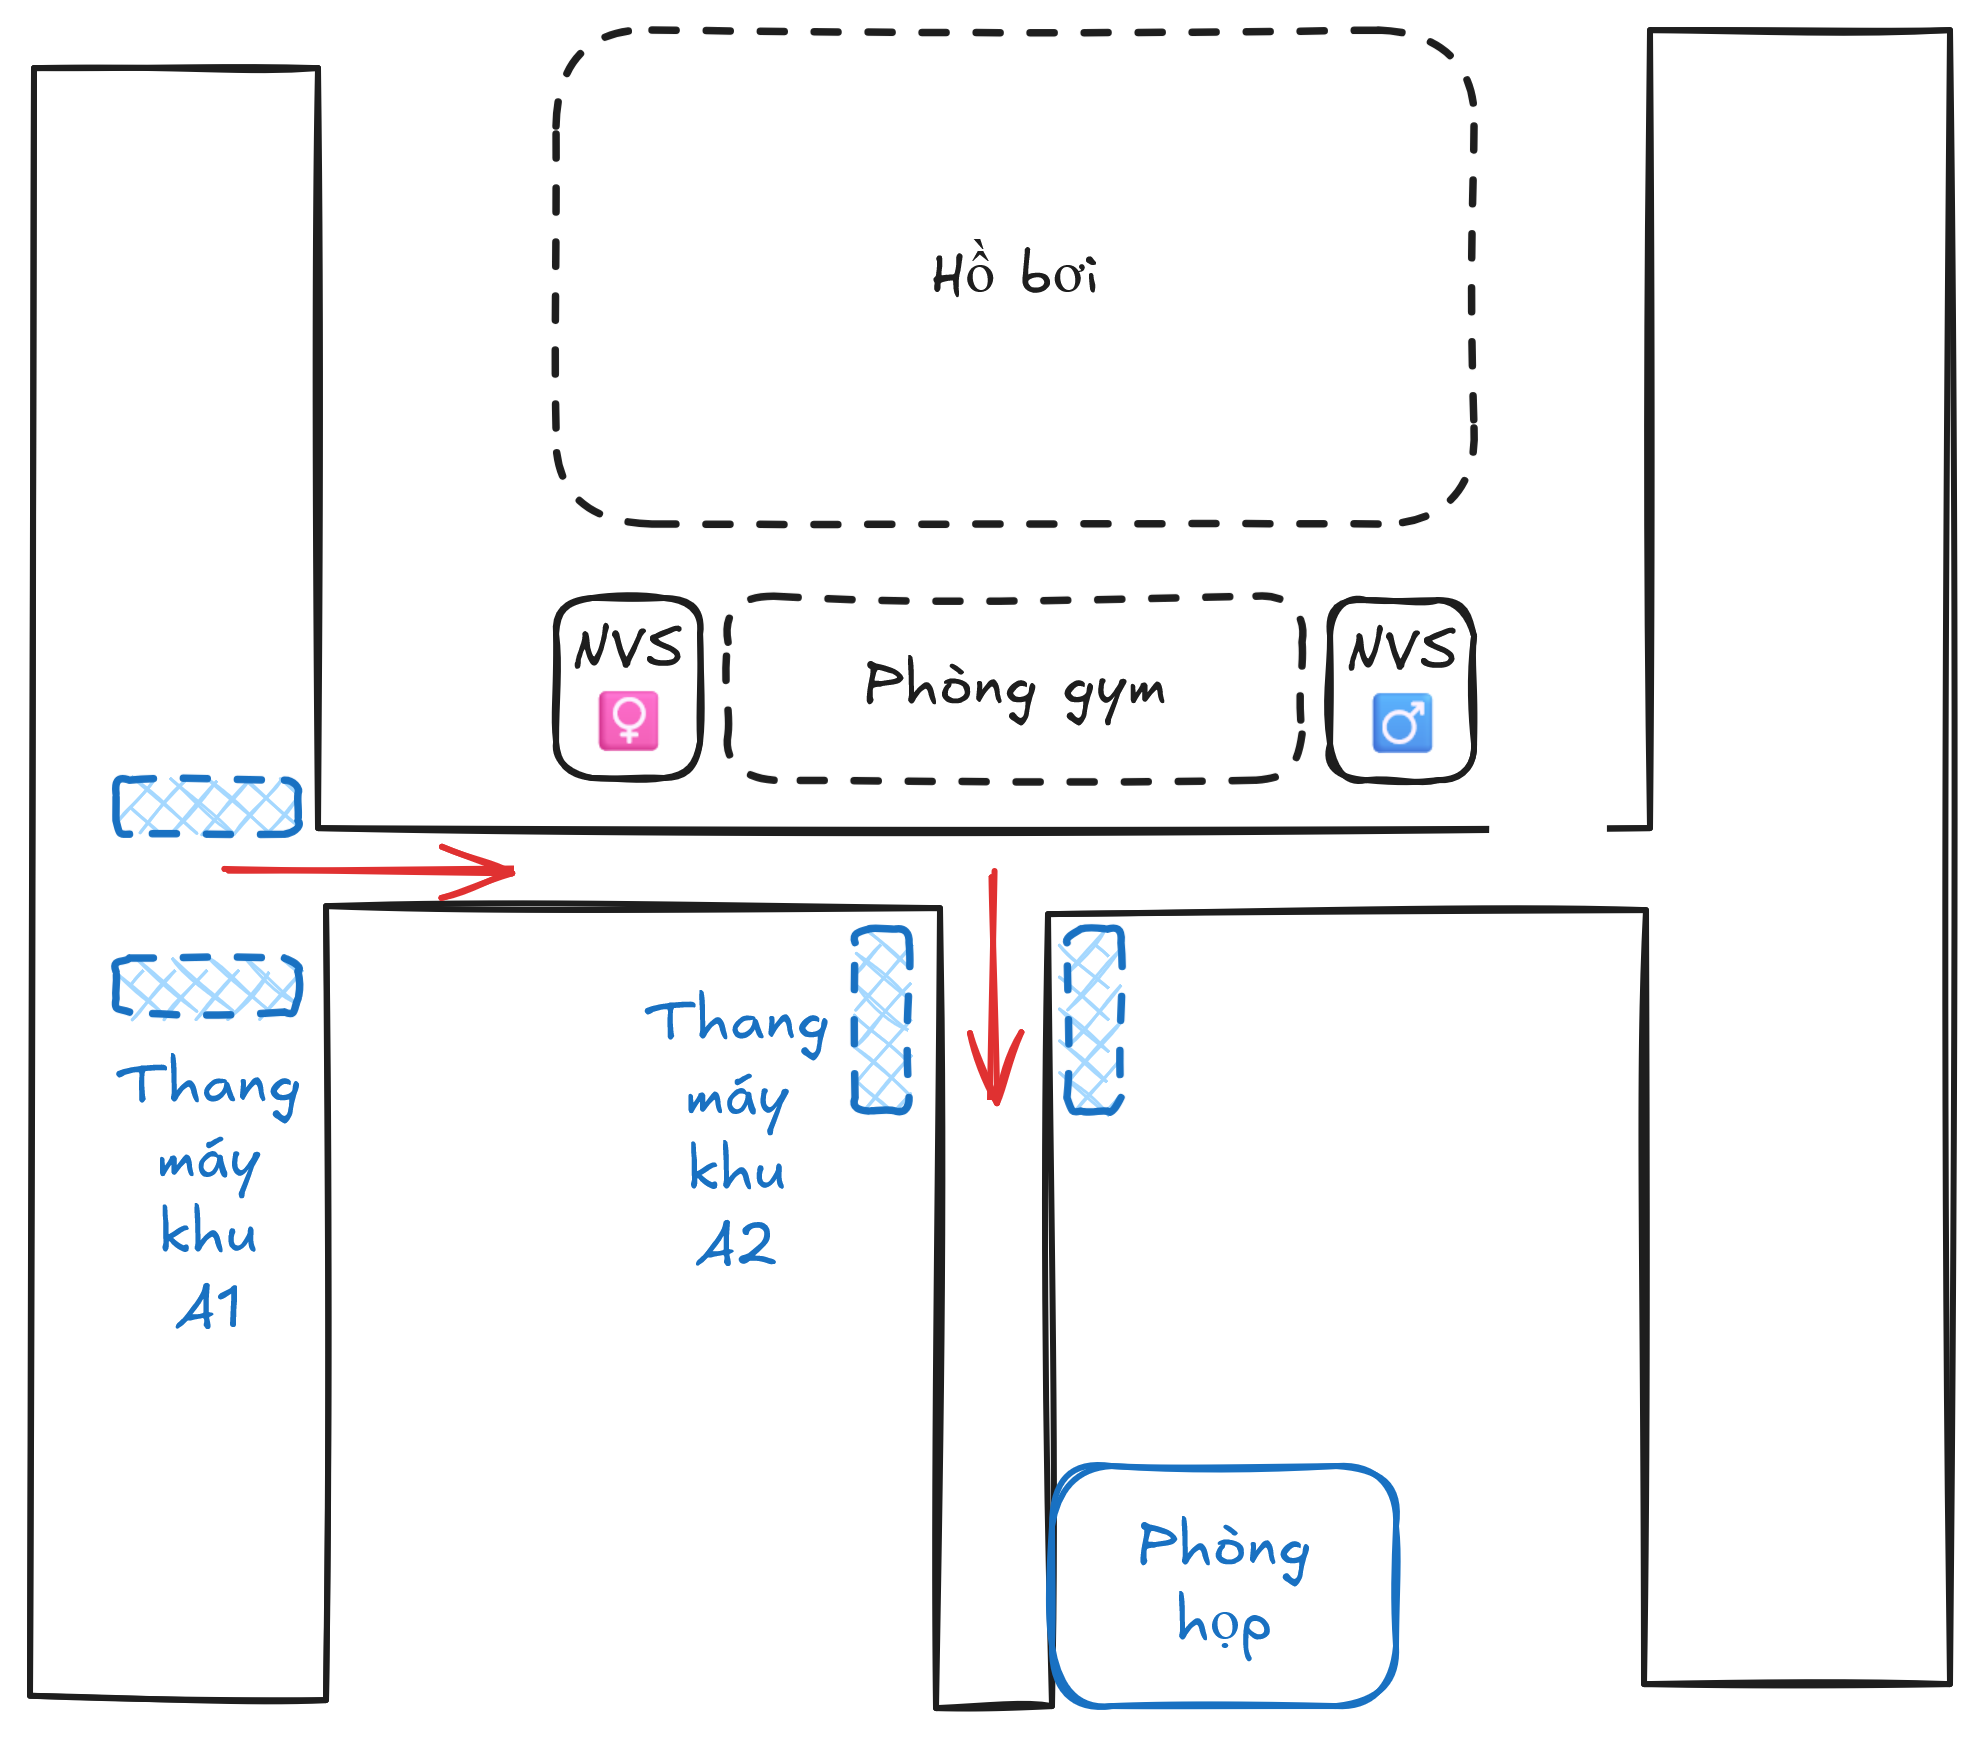 Hồ bơi
NVS
Phòng gym
NVS
Thang
máy
khu
A1
Thang
máy
khu
A2
Phòng
họp